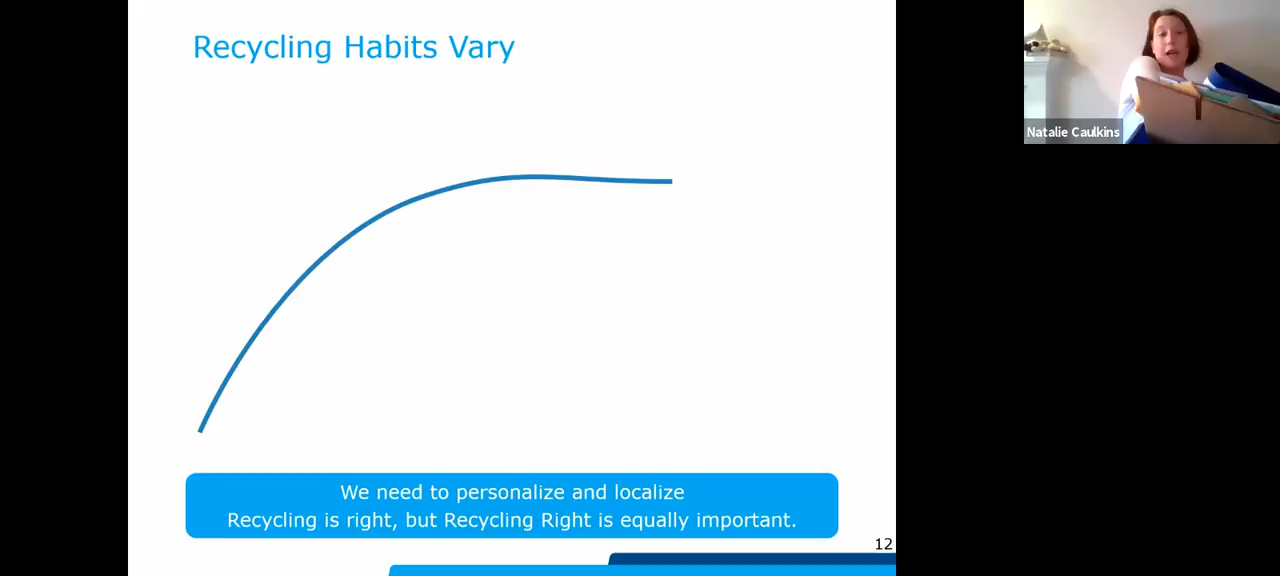 Recycling Habits Vary
Natalie Caulkins
We need to personalize and localize
Recycling is right, but Recycling Right is equally important.
12